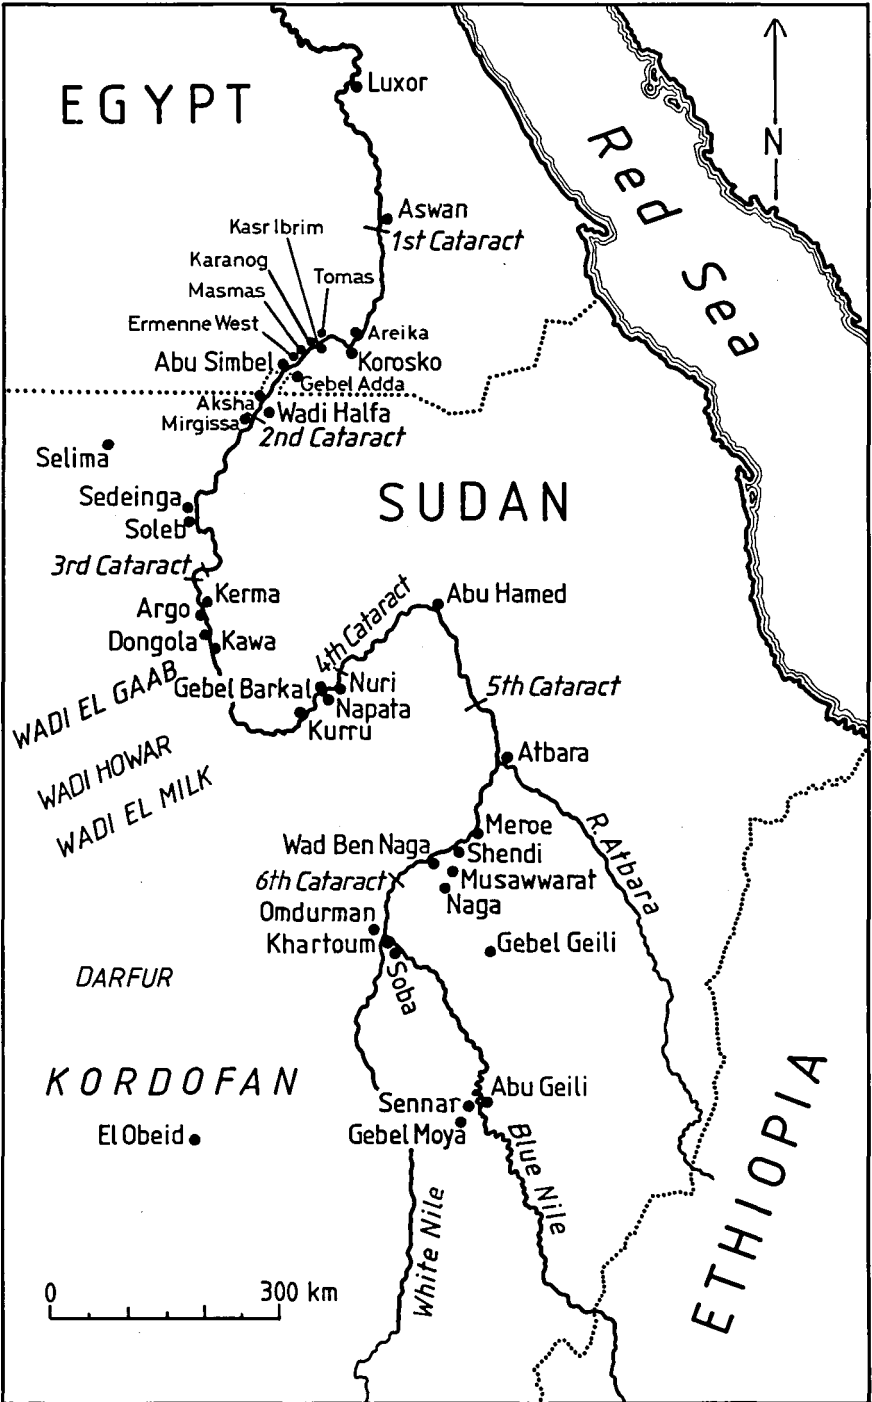 Luxor
EGYPT
N
Red Sea
Aswan
1st Cataract
Kasr Ibrim
Karanog
Tomas
Masmas
Ermenne West
Areika
Abu Simbel
Korosko
Gebel Adda
Aksha
Wadi Halfa
Mirgissa
2nd Cataract
Selima
Sedeinga
SUDAN
Soleb
3rd Cataract
Kerma
Abu Hamed
Argo
4th Cataract
Dongola
Kawa
WADI EL GAAB
Gebel Barkal
Nuri
5th Cataract
Napata
Kurru
Atbara
WADI HOWAR
WADI EL MILK
Meroe
R. Atbara
Wad Ben Naga
Shendi
6th Cataract
Musawwarat
Naga
Omdurman
Khartoum
Gebel Geili
Soba
DARFUR
KORDOFAN
Abu Geili
Sennar
El Obeid
Gebel Moya
Blue Nile
ETHIOPIA
White Nile
0 300 km